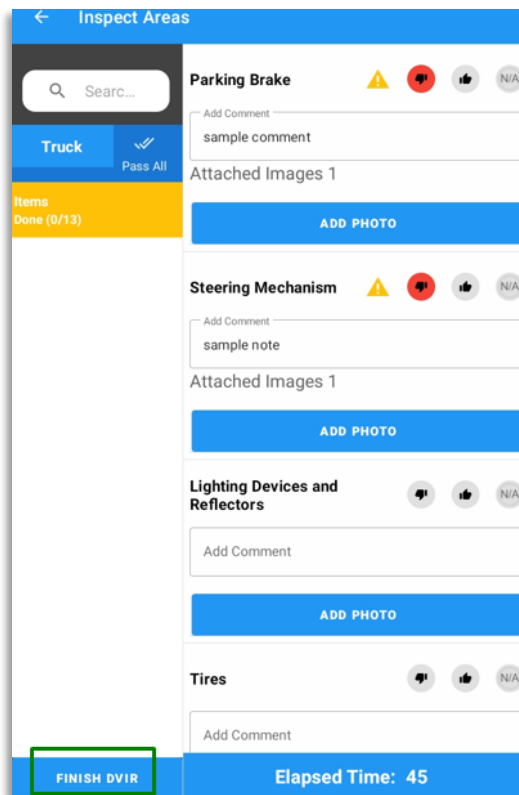 Inspect Areas
Searc...
Truck
Pass All
Items
Done (0/13)
Parking Brake
N/A
Add Comment
sample comment
Attached Images 1
ADD PHOTO
Steering Mechanism
N/A
Add Comment
sample note
Attached Images 1
ADD PHOTO
Lighting Devices and
Reflectors
N/A
Add Comment
ADD PHOTO
Tires
N/A
Add Comment
FINISH DVIR
Elapsed Time: 45